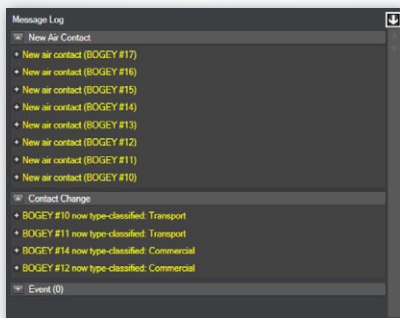 Message Log
New Air Contact
New air contact (BOGEY #17)
New air contact (BOGEY #16)
New air contact (BOGEY #15)
New air contact (BOGEY #14)
New air contact (BOGEY #13)
New air contact (BOGEY #12)
New air contact (BOGEY #11)
New air contact (BOGEY #10)
Contact Change
BOGEY #10 now type-classified: Transport
BOGEY #11 now type-classified: Transport
BOGEY #14 now type-classified: Commercial
BOGEY #12 now type-classified: Commercial
Event (0)